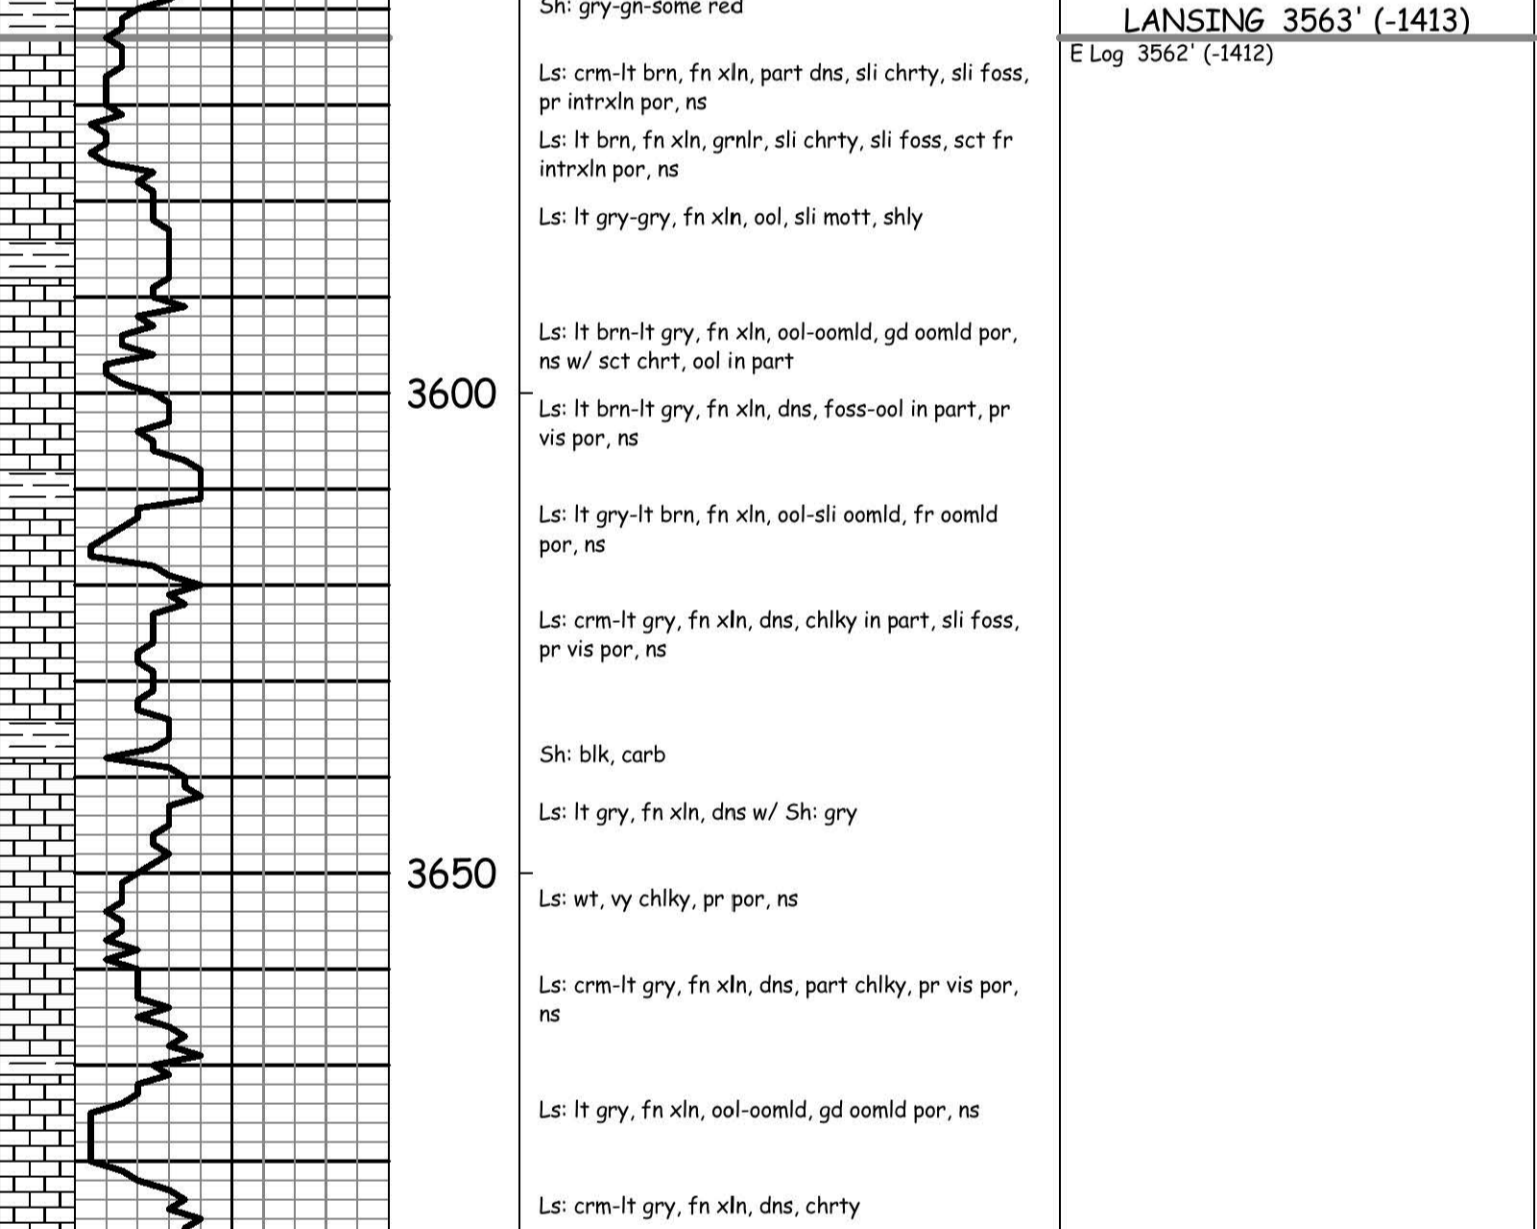 Sh: gry-gn-some red
LANSING 3563' (-1413)
E Log 3562' (-1412)
Ls: crm-lt brn, fn xln, part dns, sli chrty, sli foss,
pr intrxln por, ns
Ls: lt brn, fn xln, grnlr, sli chrty, sli foss, sct fr
intrxln por, ns
Ls: lt gry-gry, fn xln, ool, sli mott, shly
Ls: lt brn-lt gry, fn xln, ool-oomld, gd oomld por,
ns w/ sct chrt, ool in part
3600
Ls: lt brn-lt gry, fn xln, dns, foss-ool in part, pr
vis por, ns
Ls: lt gry-lt brn, fn xln, ool-sli oomld, fr oomld
por, ns
Ls: crm-lt gry, fn xln, dns, chlky in part, sli foss,
pr vis por, ns
Sh: blk, carb
Ls: lt gry, fn xln, dns w/ Sh: gry
3650
Ls: wt, vy chlky, pr por, ns
Ls: crm-lt gry, fn xln, dns, part chlky, pr vis por,
ns
Ls: lt gry, fn xln, ool-oomld, gd oomld por, ns
Ls: crm-lt gry, fn xln, dns, chrty